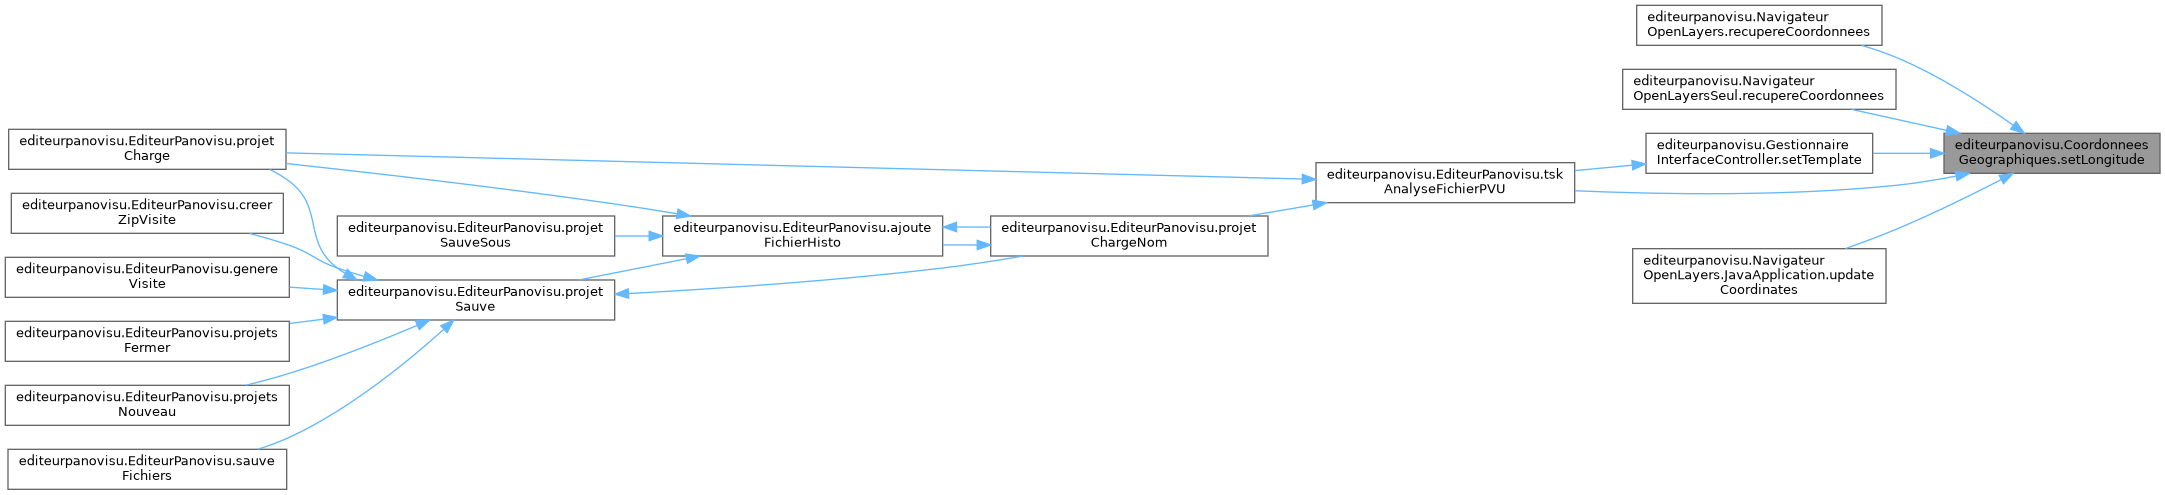 editeurpanovisu.Navigateur
OpenLayers.recupereCoordonnees
editeurpanovisu.Navigateur
OpenLayersSeul.recupereCoordonnees
editeurpanovisu.EditeurPanovisu.projet
Charge
editeurpanovisu.Gestionnaire
InterfaceController.setTemplate
editeurpanovisu.Coordonnees
Geographiques.setLongitude
editeurpanovisu.EditeurPanovisu.tsk
AnalyseFichierPVU
editeurpanovisu.EditeurPanovisu.creer
ZipVisite
editeurpanovisu.EditeurPanovisu.projet
SauveSous
editeurpanovisu.EditeurPanovisu.ajoute
FichierHisto
editeurpanovisu.EditeurPanovisu.projet
ChargeNom
editeurpanovisu.Navigateur
OpenLayers.JavaApplication.update
Coordinates
editeurpanovisu.EditeurPanovisu.genere
Visite
editeurpanovisu.EditeurPanovisu.projet
Sauve
editeurpanovisu.EditeurPanovisu.projets
Fermer
editeurpanovisu.EditeurPanovisu.projets
Nouveau
editeurpanovisu.EditeurPanovisu.sauve
Fichiers